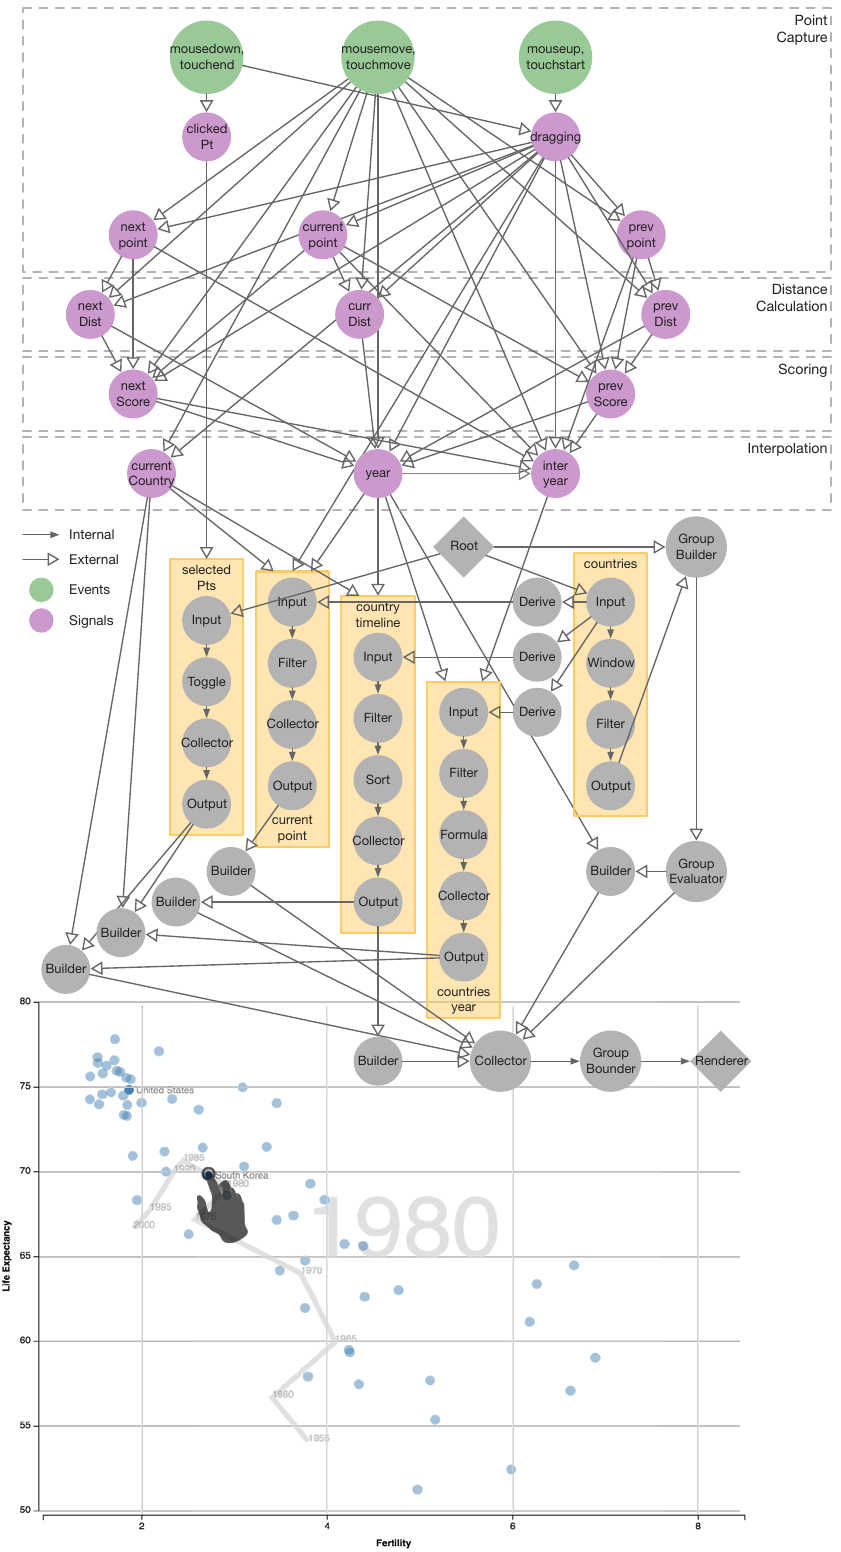 Point
Capture
mousedown,
touchend
mousemove,
touchmove
mouseup,
touchstart
clicked
Pt
dragging
next
point
current
point
prev
point
Distance
Calculation
next
Dist
curr
Dist
prev
Dist
Scoring
next
Score
prev
Score
Interpolation
current
Country
year
inter
year
Internal
External
Events
Signals
Root
Group
Builder
selected
Pts
Input
Toggle
Collector
Output
Input
Filter
Collector
Output
current
point
country
timeline
Input
Filter
Sort
Collector
Output
Input
Filter
Formula
Collector
Output
countries
year
Derive
Derive
Derive
countries
Input
Window
Filter
Output
Builder
Builder
Builder
Builder
Builder
Group
Evaluator
Builder
Collector
Group
Bounder
Renderer
80
75
70
65
60
55
50
Life Expectancy
United States
South Korea
1985
1990
1980
1995
1975
2000
1970
1965
1960
1955
1980
2
4
6
8
Fertility